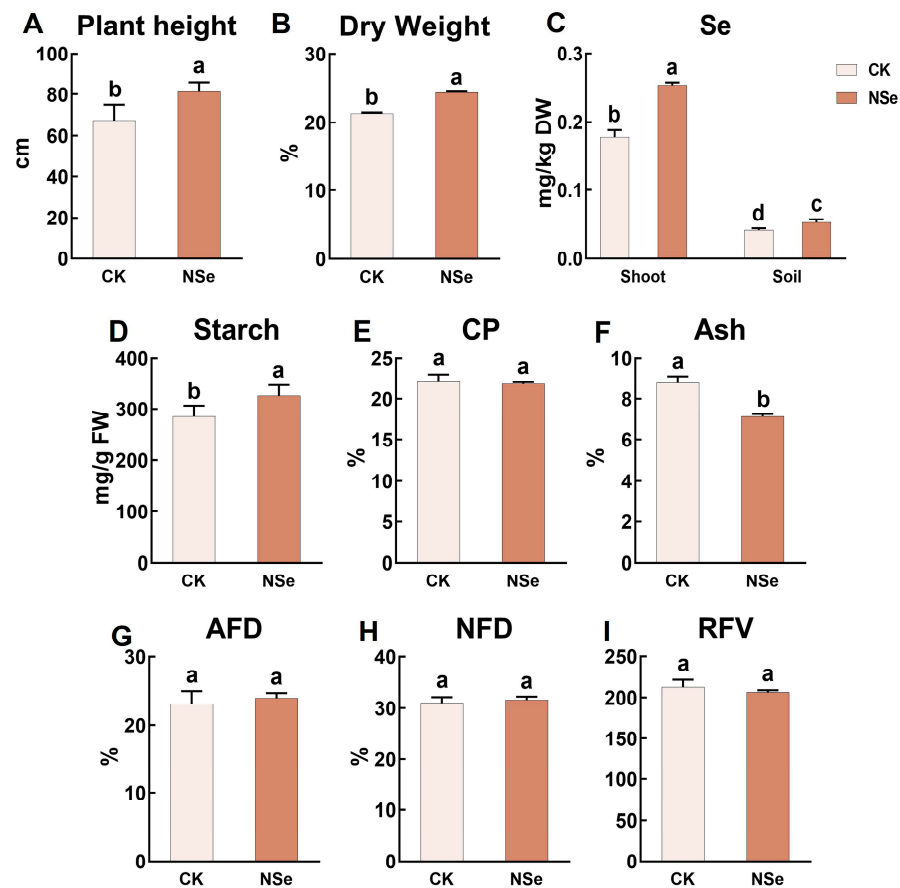 A Plant height
cm
100
80
60
40
20
0
b
a
CK NSe
B Dry Weight
%
30
20
10
0
b
a
CK NSe
C Se
mg/kg DW
0.3
0.2
0.1
0.0
b
a
d
c
Shoot Soil
CK
NSe
D Starch
mg/g FW
400
300
200
100
0
b
a
CK NSe
E CP
%
25
20
15
10
5
0
a
a
CK NSe
F Ash
%
10
8
6
4
2
0
a
b
CK NSe
G AFD
%
30
20
10
0
a
a
CK NSe
H NFD
%
40
30
20
10
0
a
a
CK NSe
I RFV
250
200
150
100
50
0
a
a
CK NSe